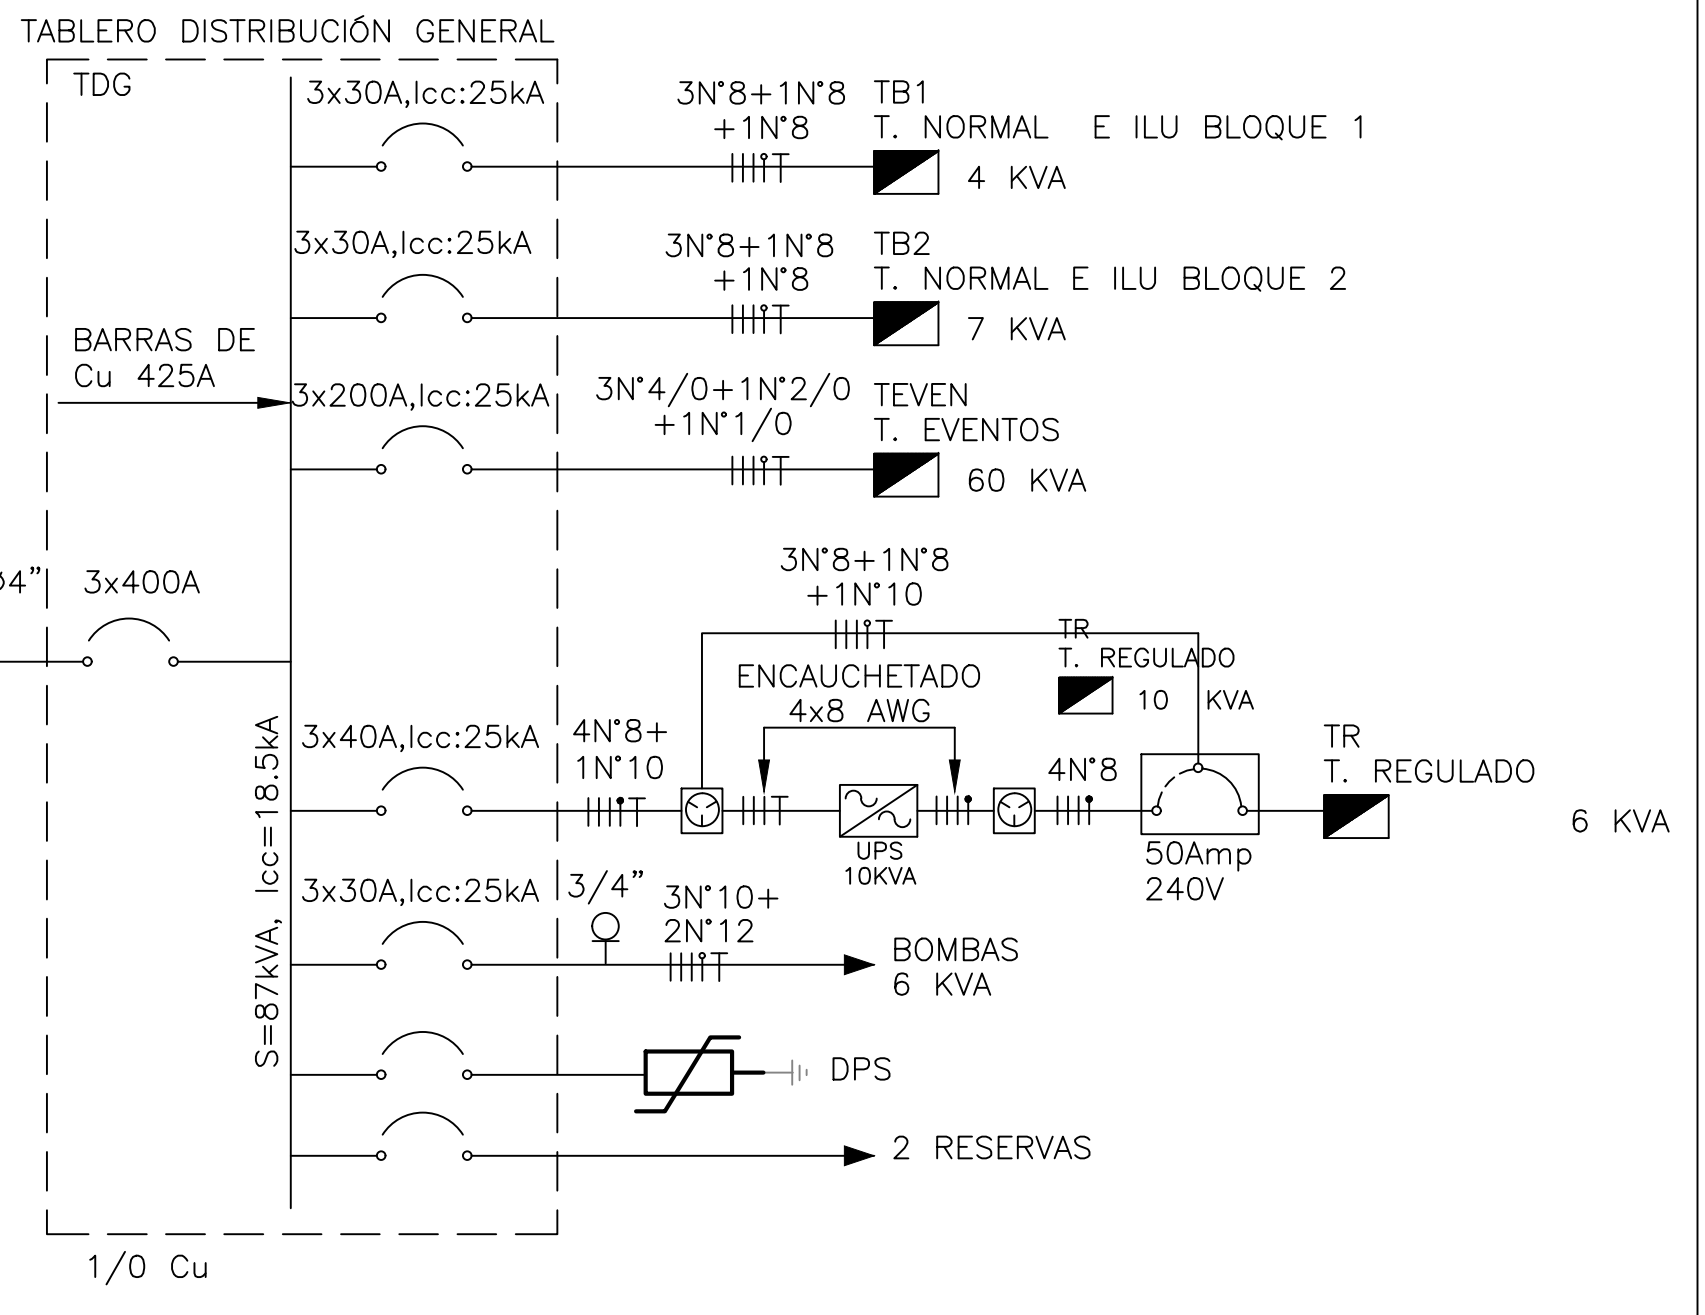 TABLERO DISTRIBUCIÓN GENERAL
TDG
3x30A,Icc:25kA
3N°8+1N°8
+1N°8
TB1
T. NORMAL E ILU BLOQUE 1
4 KVA
3x30A,Icc:25kA
3N°8+1N°8
+1N°8
TB2
T. NORMAL E ILU BLOQUE 2
7 KVA
BARRAS DE
Cu 425A
3x200A,Icc:25kA
3N°4/0+1N°2/0
+1N°1/0
TEVEN
T. EVENTOS
60 KVA
ø4”
3x400A
3N°8+1N°8
+1N°10
TR
T. REGULADO
10 KVA
ENCAUCHETADO
4x8 AWG
S=87kVA, Icc=18.5kA
3x40A,Icc:25kA
4N°8+
1N°10
UPS
10KVA
4N°8
50Amp
240V
TR
T. REGULADO
6 KVA
3x30A,Icc:25kA
3/4”
3N°10+
2N°12
BOMBAS
6 KVA
DPS
2 RESERVAS
1/0 Cu